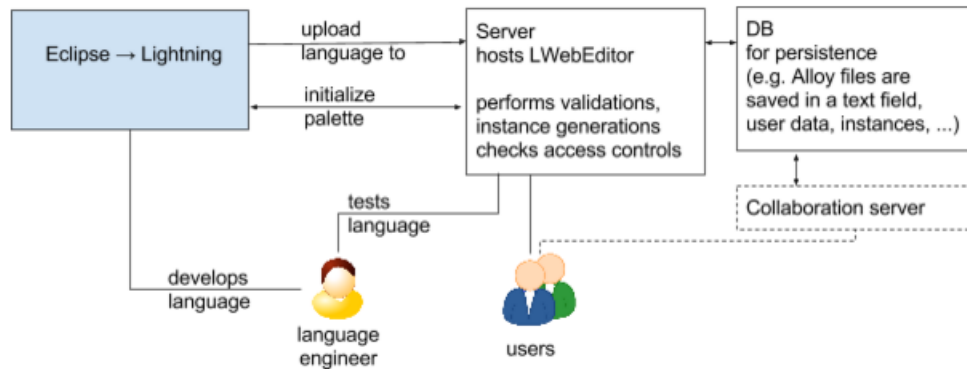 Eclipse → Lightning
upload
language to
initialize
palette
Server
hosts LWebEditor
performs validations,
instance generations
checks access controls
DB
for persistence
(e.g. Alloy files are
saved in a text field,
user data, instances, ...)
Collaboration server
tests
language
develops
language
language
engineer
users